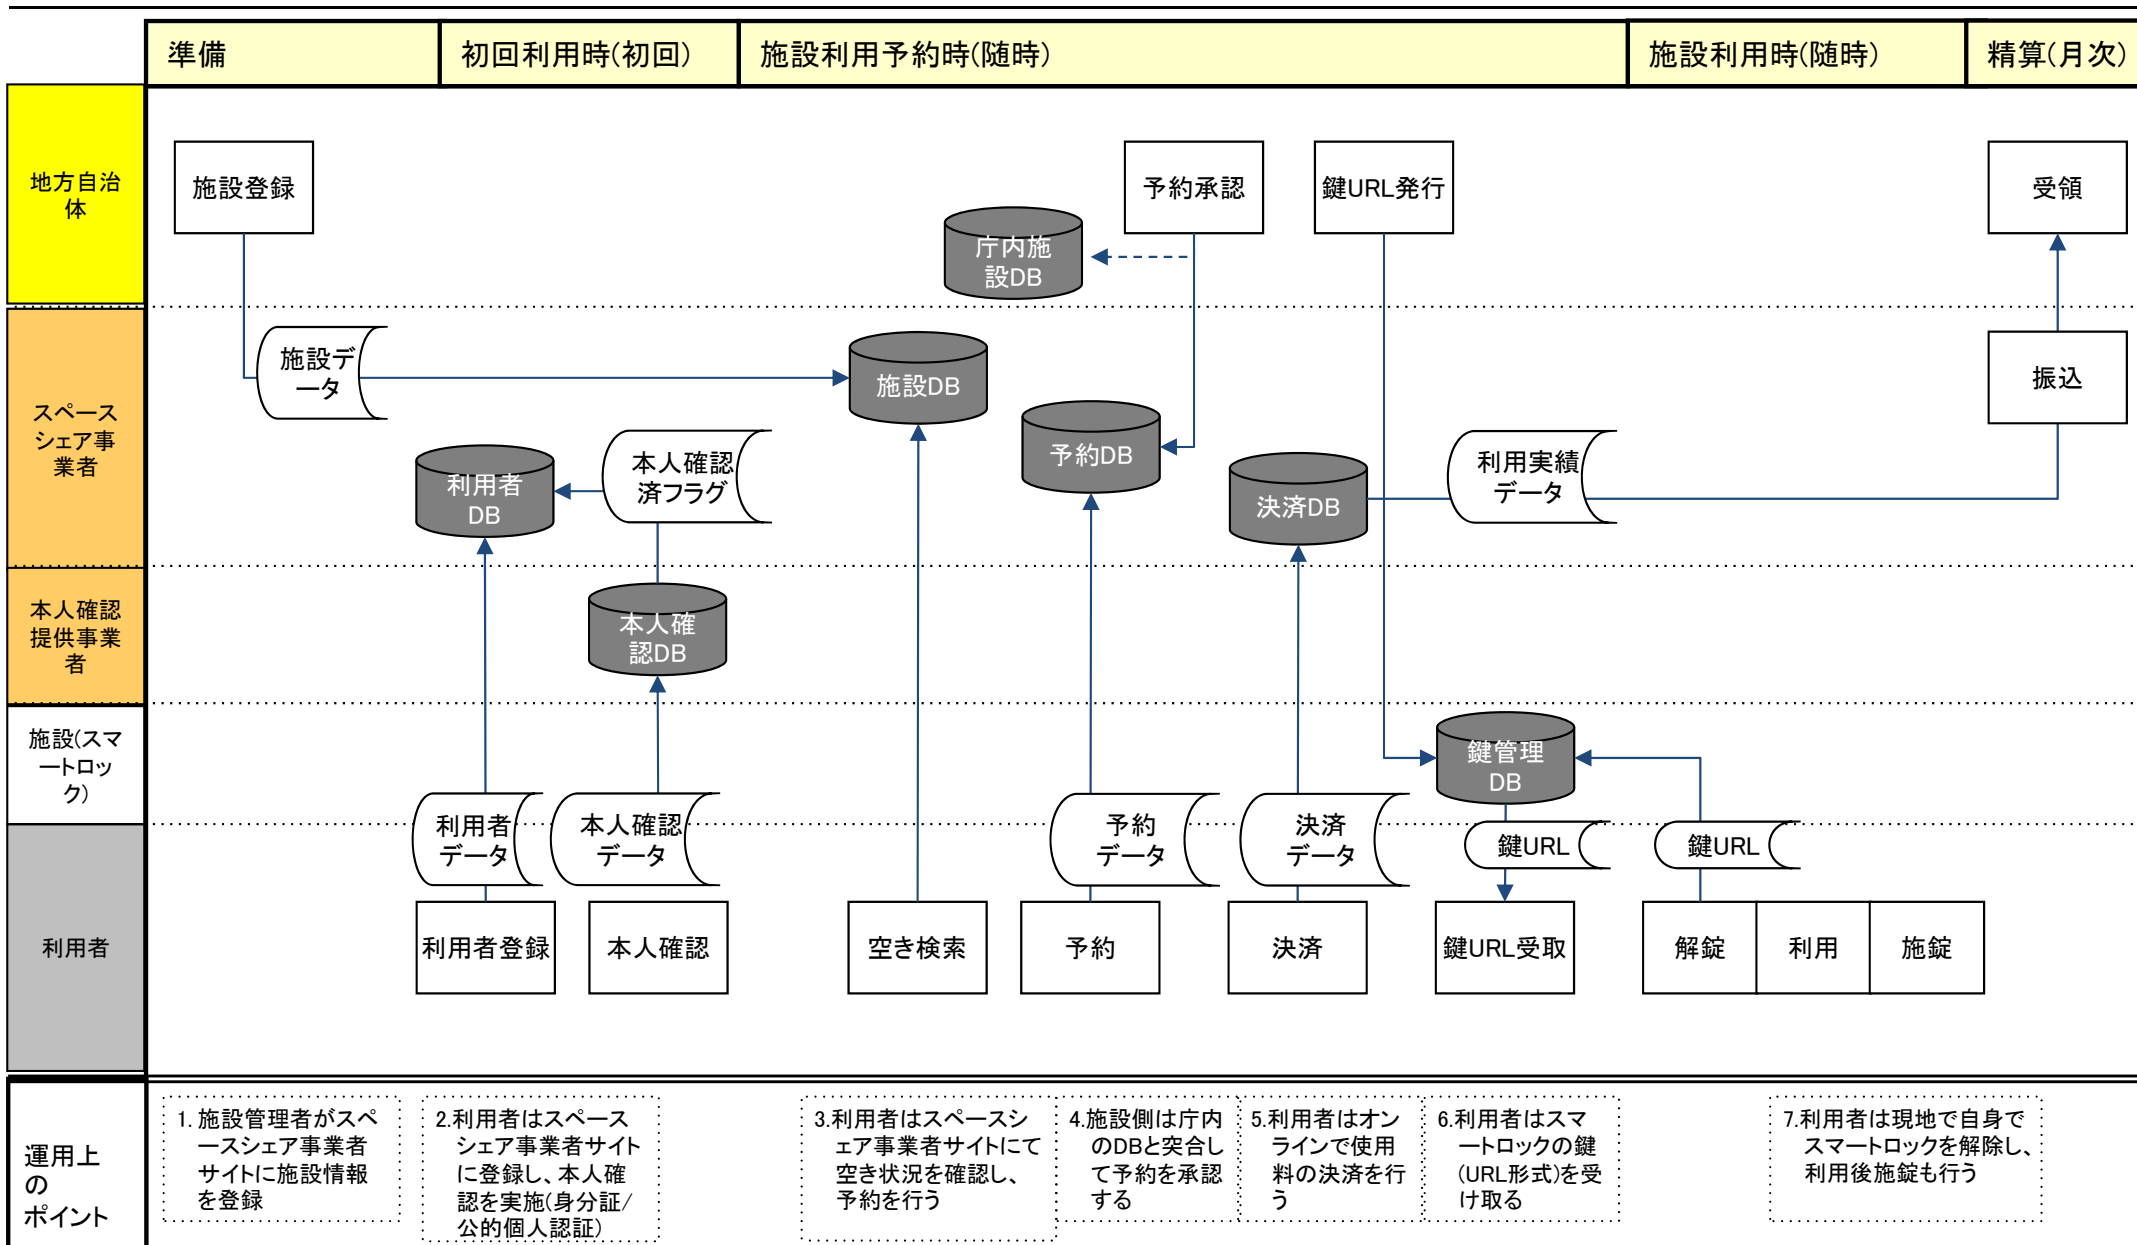 準備
初回利用時(初回)
施設利用予約時(随時)
施設利用時(随時)
精算(月次)
地方自治
体
施設登録
庁内施
設DB
予約承認
鍵URL発行
受領
スペース
シェア事
業者
施設デ
ータ
施設DB
利用者
DB
本人確認
済フラグ
予約DB
決済DB
利用実績
データ
振込
本人確認
提供事業
者
本人確
認DB
施設(スマ
ートロッ
ク)
鍵管理
DB
利用者
データ
本人確認
データ
予約
データ
決済
データ
鍵URL
鍵URL
利用者
利用者登録
本人確認
空き検索
予約
決済
鍵URL受取
解錠
利用
施錠
運用上
の
ポイント
1. 施設管理者がスペ
ースシェア事業者
サイトに施設情報
を登録
2.利用者はスペース
シェア事業者サイト
に登録し、本人確
認を実施(身分証/
公的個人認証)
3.利用者はスペースシ
ェア事業者サイトにて
空き状況を確認し、
予約を行う
4.施設側は庁内
のDBと突合し
て予約を承認
する
5.利用者はオン
ラインで使用
料の決済を行
う
6.利用者はスマ
ートロックの鍵
(URL形式)を受
け取る
7.利用者は現地で自身で
スマートロックを解除し、
利用後施錠も行う